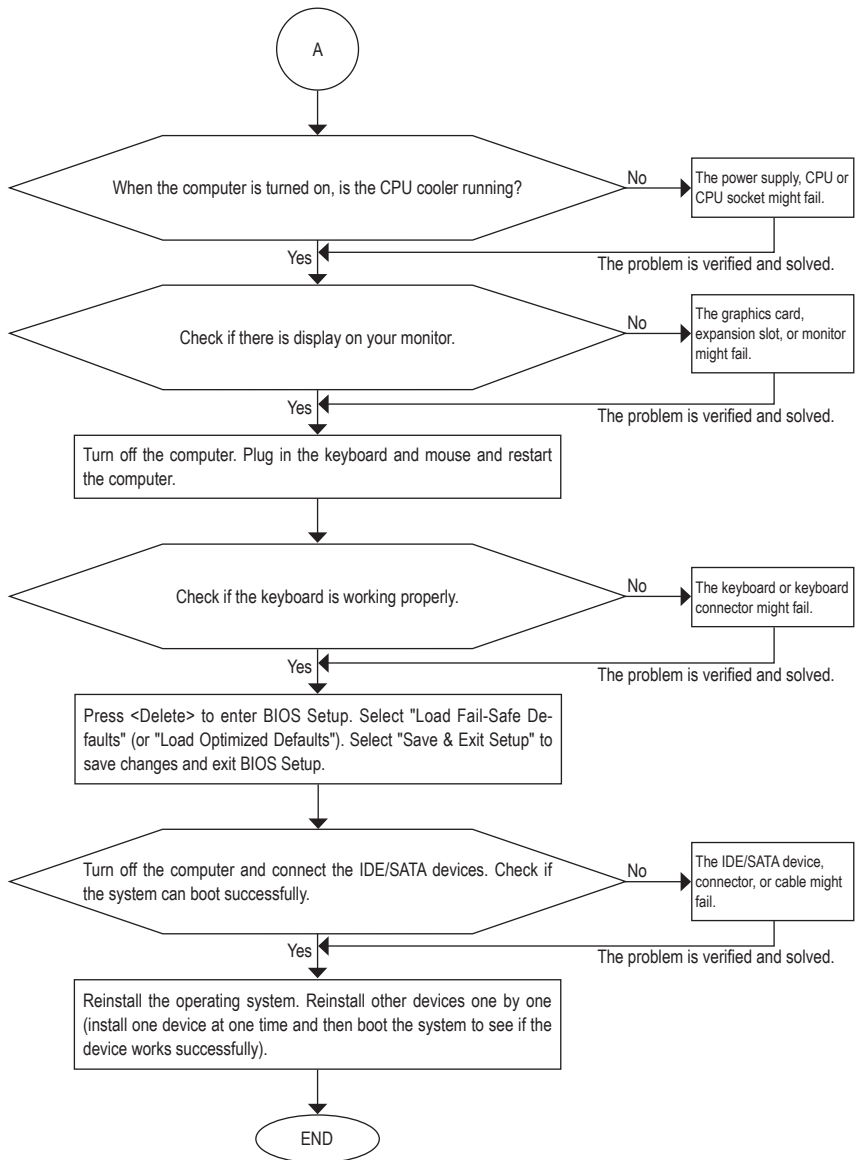 A
When the computer is turned on, is the CPU cooler running?
No
The power supply, CPU or
CPU socket might fail.
Yes
The problem is verified and solved.
Check if there is display on your monitor.
No
The graphics card,
expansion slot, or monitor
might fail.
Yes
The problem is verified and solved.
Turn off the computer. Plug in the keyboard and mouse and restart
the computer.
Check if the keyboard is working properly.
No
The keyboard or keyboard
connector might fail.
Yes
The problem is verified and solved.
Press <Delete> to enter BIOS Setup. Select "Load Fail-Safe De-
faults" (or "Load Optimized Defaults"). Select "Save & Exit Setup" to
save changes and exit BIOS Setup.
Turn off the computer and connect the IDE/SATA devices. Check if
the system can boot successfully.
No
The IDE/SATA device,
connector, or cable might
fail.
Yes
The problem is verified and solved.
Reinstall the operating system. Reinstall other devices one by one
(install one device at one time and then boot the system to see if the
device works successfully).
END